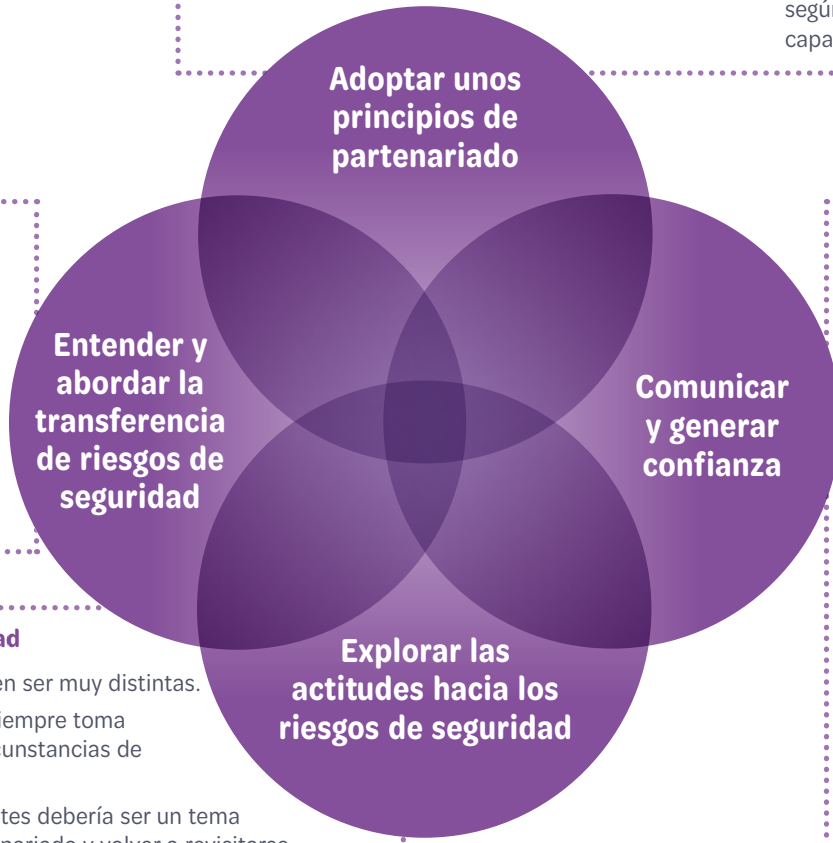 capa
Adoptar unos
principios de
partenariado
Entender y
abordar la
transferencia
de riesgos de
seguridad
Comunicar
y generar
confianza
Explorar las
actitudes hacia los
riesgos de seguridad
ad
en ser muy distintas.
iempre toma
cunstancias de
tes debería ser un tema